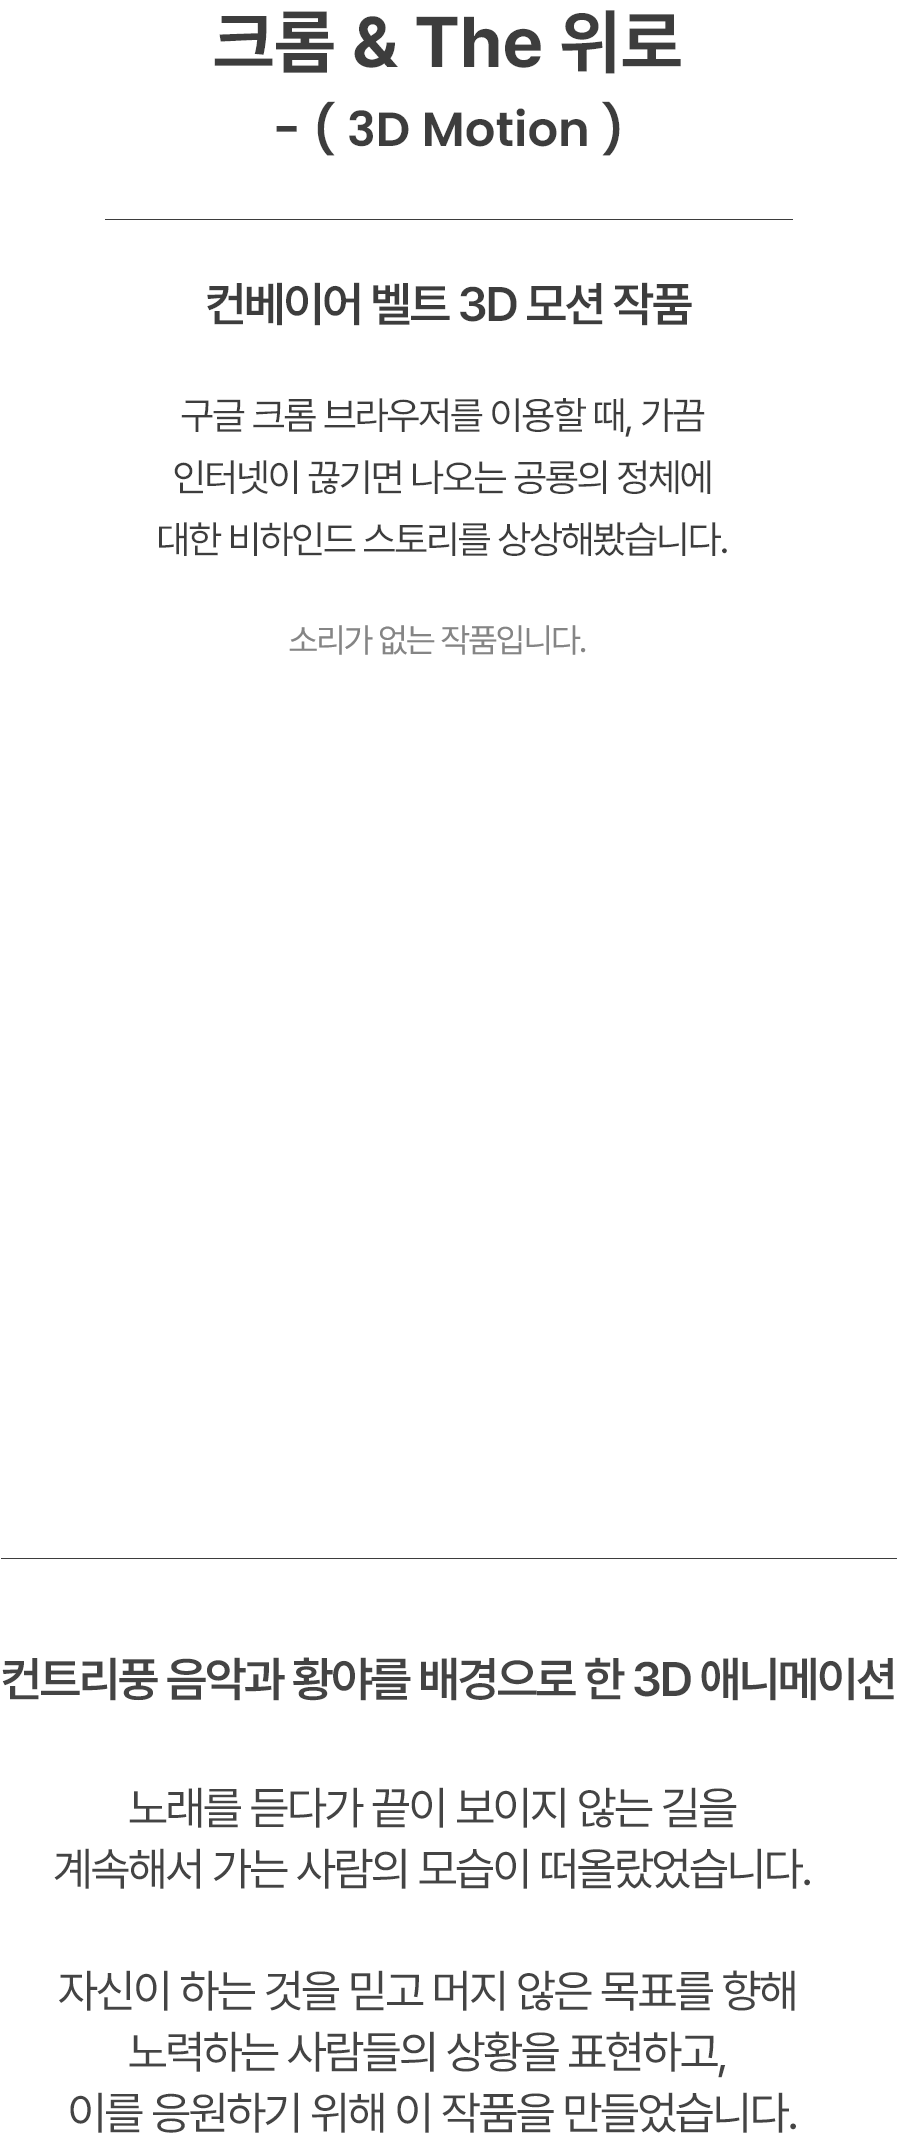 크롬 & The 위로
- ( 3D Motion )
컨베이어 벨트 3D 모션 작품
구글 크롬 브라우저를 이용할 때, 가끔
인터넷이 끊기면 나오는 공룡의 정체에
대한 비하인드 스토리를 상상해봤습니다.
소리가 없는 작품입니다.
컨트리풍 음악과 황야를 배경으로 한 3D 애니메이션
노래를 듣다가 끝이 보이지 않는 길을
계속해서 가는 사람의 모습이 떠올랐었습니다.
자신이 하는 것을 믿고 머지 않은 목표를 향해
노력하는 사람들의 상황을 표현하고,
이를 응원하기 위해 이 작품을 만들었습니다.